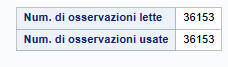 Num. di osservazioni lette 36153
Num. di osservazioni usate 36153